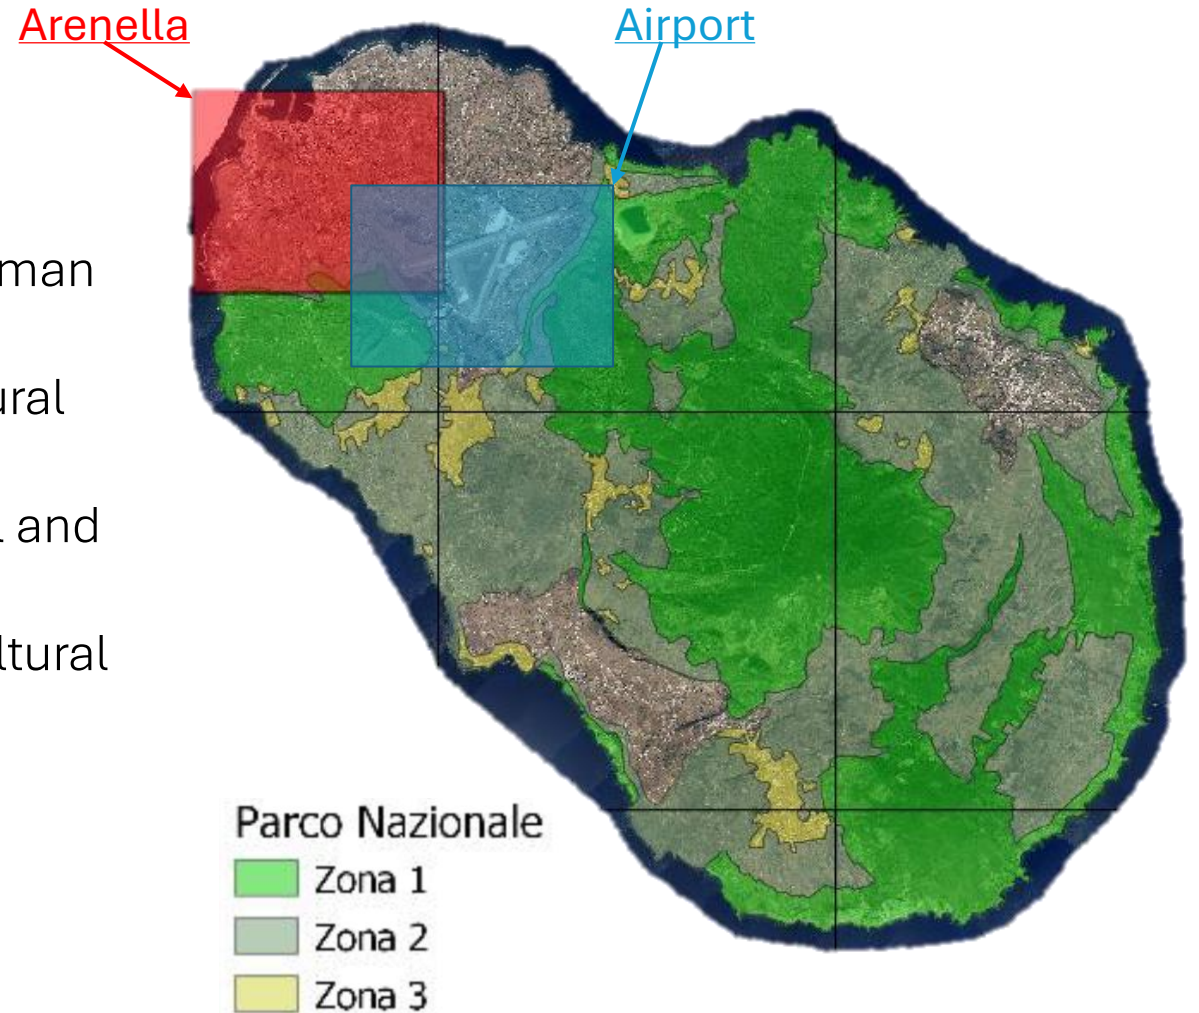 Arenella
Airport
man
ural
and
ltural
Parco Nazionale
Zona 1
Zona 2
Zona 3